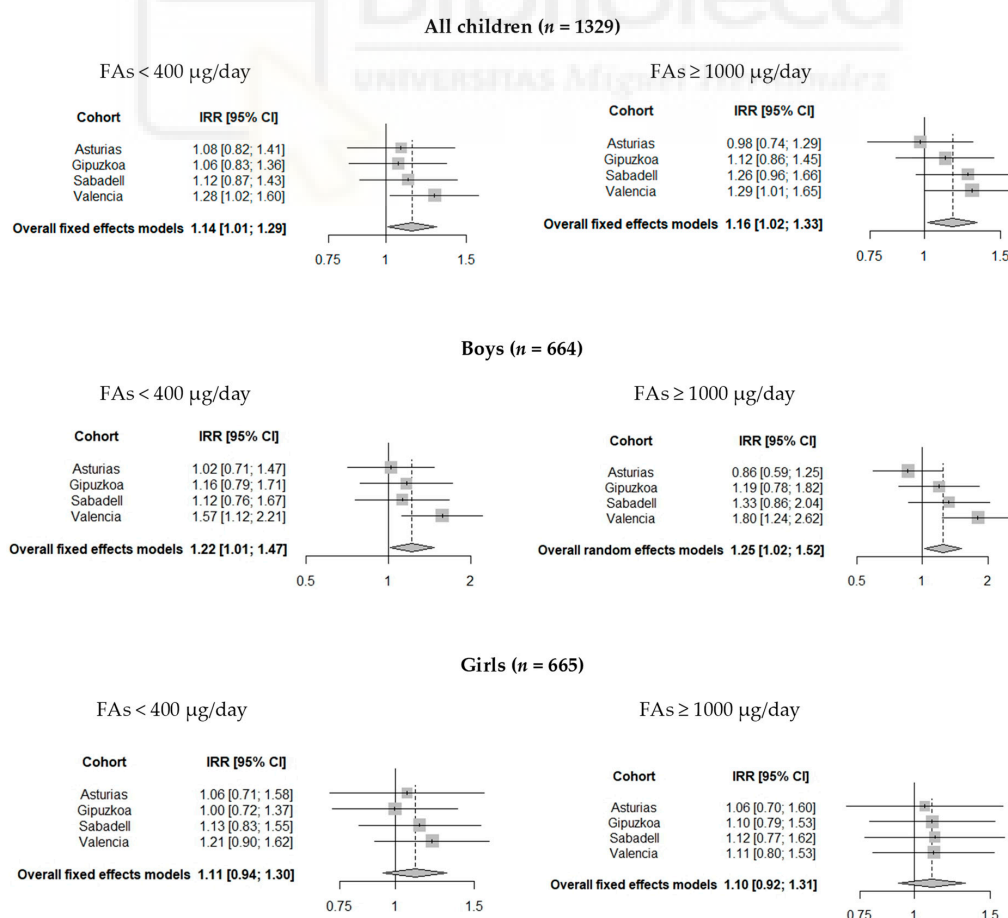 Biblioteca
UNIVERSITAS Miguel Hernández
All children (n = 1329)
FAs < 400 µg/day
Cohort IRR [95% CI]
Asturias 1.08 [0.82; 1.41]
Gipuzkoa 1.06 [0.83; 1.36]
Sabadell 1.12 [0.87; 1.43]
Valencia 1.28 [1.02; 1.60]
Overall fixed effects models 1.14 [1.01; 1.29]
0.75 1 1.5
FAs ≥ 1000 µg/day
Cohort IRR [95% CI]
Asturias 0.98 [0.74; 1.29]
Gipuzkoa 1.12 [0.86; 1.45]
Sabadell 1.26 [0.96; 1.66]
Valencia 1.29 [1.01; 1.65]
Overall fixed effects models 1.16 [1.02; 1.33]
0.75 1 1.5
Boys (n = 664)
FAs < 400 µg/day
Cohort IRR [95% CI]
Asturias 1.02 [0.71; 1.47]
Gipuzkoa 1.16 [0.79; 1.71]
Sabadell 1.12 [0.76; 1.67]
Valencia 1.57 [1.12; 2.21]
Overall fixed effects models 1.22 [1.01; 1.47]
0.5 1 2
FAs ≥ 1000 µg/day
Cohort IRR [95% CI]
Asturias 0.86 [0.59; 1.25]
Gipuzkoa 1.19 [0.78; 1.82]
Sabadell 1.33 [0.86; 2.04]
Valencia 1.80 [1.24; 2.62]
Overall random effects models 1.25 [1.02; 1.52]
0.5 1 2
Girls (n = 665)
FAs < 400 µg/day
Cohort IRR [95% CI]
Asturias 1.06 [0.71; 1.58]
Gipuzkoa 1.00 [0.72; 1.37]
Sabadell 1.13 [0.83; 1.55]
Valencia 1.21 [0.90; 1.62]
Overall fixed effects models 1.11 [0.94; 1.30]
0.75 1 1.5
FAs ≥ 1000 µg/day
Cohort IRR [95% CI]
Asturias 1.06 [0.70; 1.60]
Gipuzkoa 1.10 [0.79; 1.53]
Sabadell 1.12 [0.77; 1.62]
Valencia 1.11 [0.80; 1.53]
Overall fixed effects models 1.10 [0.92; 1.31]
0.75 1 1.5